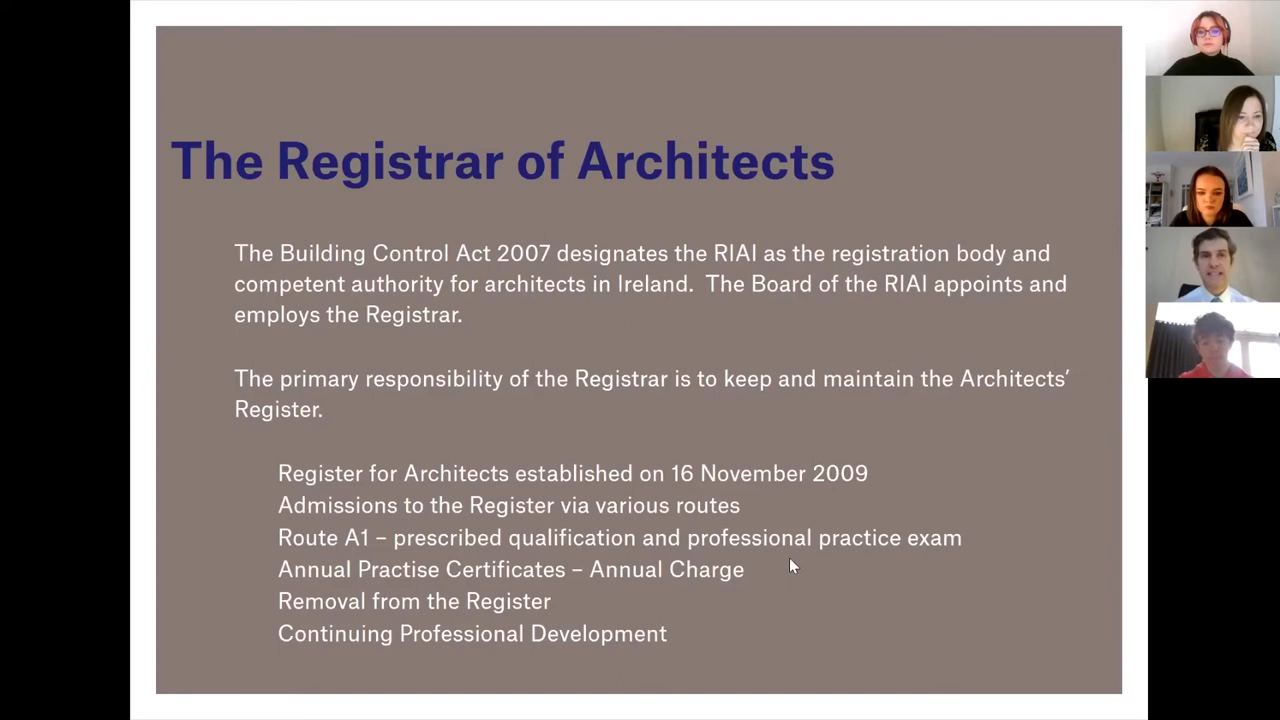 The Registrar of Architects
The Building Control Act 2007 designates the RIAI as the registration body and
competent authority for architects in Ireland.  The Board of the RIAI appoints and
employs the Registrar.
The primary responsibility of the Registrar is to keep and maintain the Architects’
Register.
Register for Architects established on 16 November 2009
Admissions to the Register via various routes
Route A1 – prescribed qualification and professional practice exam
Annual Practise Certificates – Annual Charge
Removal from the Register
Continuing Professional Development